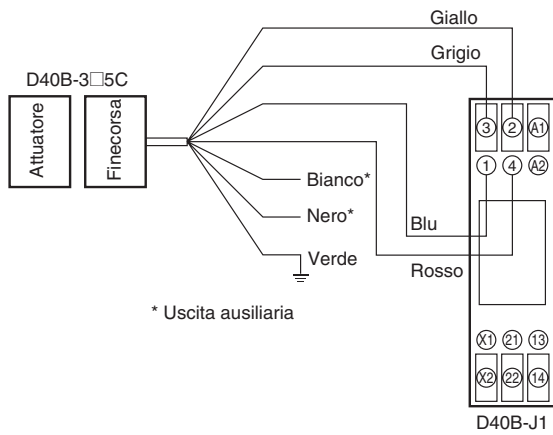 Giallo
Grigio
D40B-3□5C
Attuatore
Finecorsa
3 2 A1
1 4 A2
Bianco*
Nero*
Blu
Verde
Rosso
* Uscita ausiliaria
X1 21 13
X2 22 14
D40B-J1